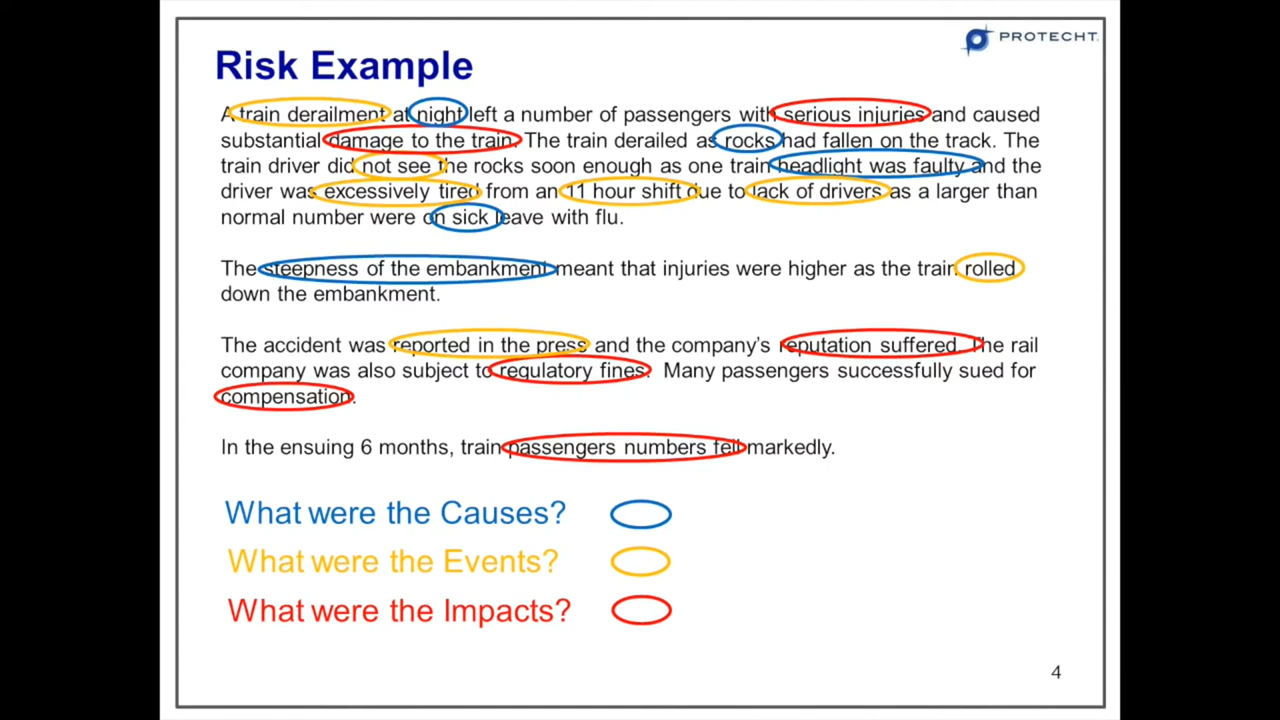 PROTECHT
Risk Example
A train derailment at night left a number of passengers with serious injuries and caused
substantial damage to the train. The train derailed as rocks had fallen on the track. The
train driver did not see the rocks soon enough as one train headlight was faulty and the
driver was excessively tired from an 11 hour shift due to lack of drivers as a larger than
normal number were on sick leave with flu.
The steepness of the embankment meant that injuries were higher as the train rolled
down the embankment.
The accident was reported in the press and the company's reputation suffered. The rail
company was also subject to regulatory fines. Many passengers successfully sued for
compensation.
In the ensuing 6 months, train passengers numbers fell markedly.
What were the Causes?
What were the Events?
What were the Impacts?
4